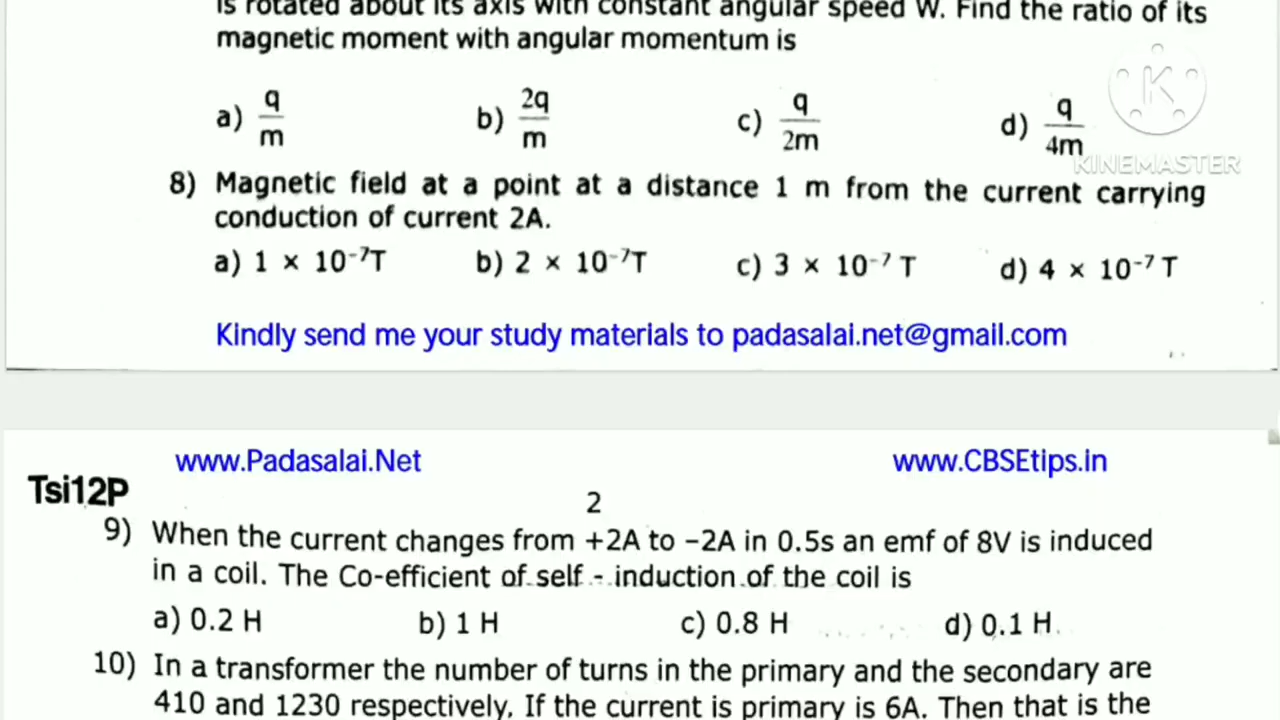 is rotated about its axis with constant angular speed W. Find the ratio of its
magnetic moment with angular momentum is
a) q/m b) 2q/m c) q/2m d) q/4m
KINEMASTER
8) Magnetic field at a point at a distance 1 m from the current carrying
conduction of current 2A.
a) 1 × 10⁻⁷T b) 2 × 10⁻⁷T c) 3 × 10⁻⁷ T d) 4 × 10⁻⁷ T
Kindly send me your study materials to padasalai.net@gmail.com
www.Padasalai.Net www.CBSEtips.in
Tsi12P
2
9) When the current changes from +2A to −2A in 0.5s an emf of 8V is induced
in a coil. The Co-efficient of self - induction of the coil is
a) 0.2 H b) 1 H c) 0.8 H d) 0.1 H
10) In a transformer the number of turns in the primary and the secondary are
410 and 1230 respectively. If the current is primary is 6A. Then that is the